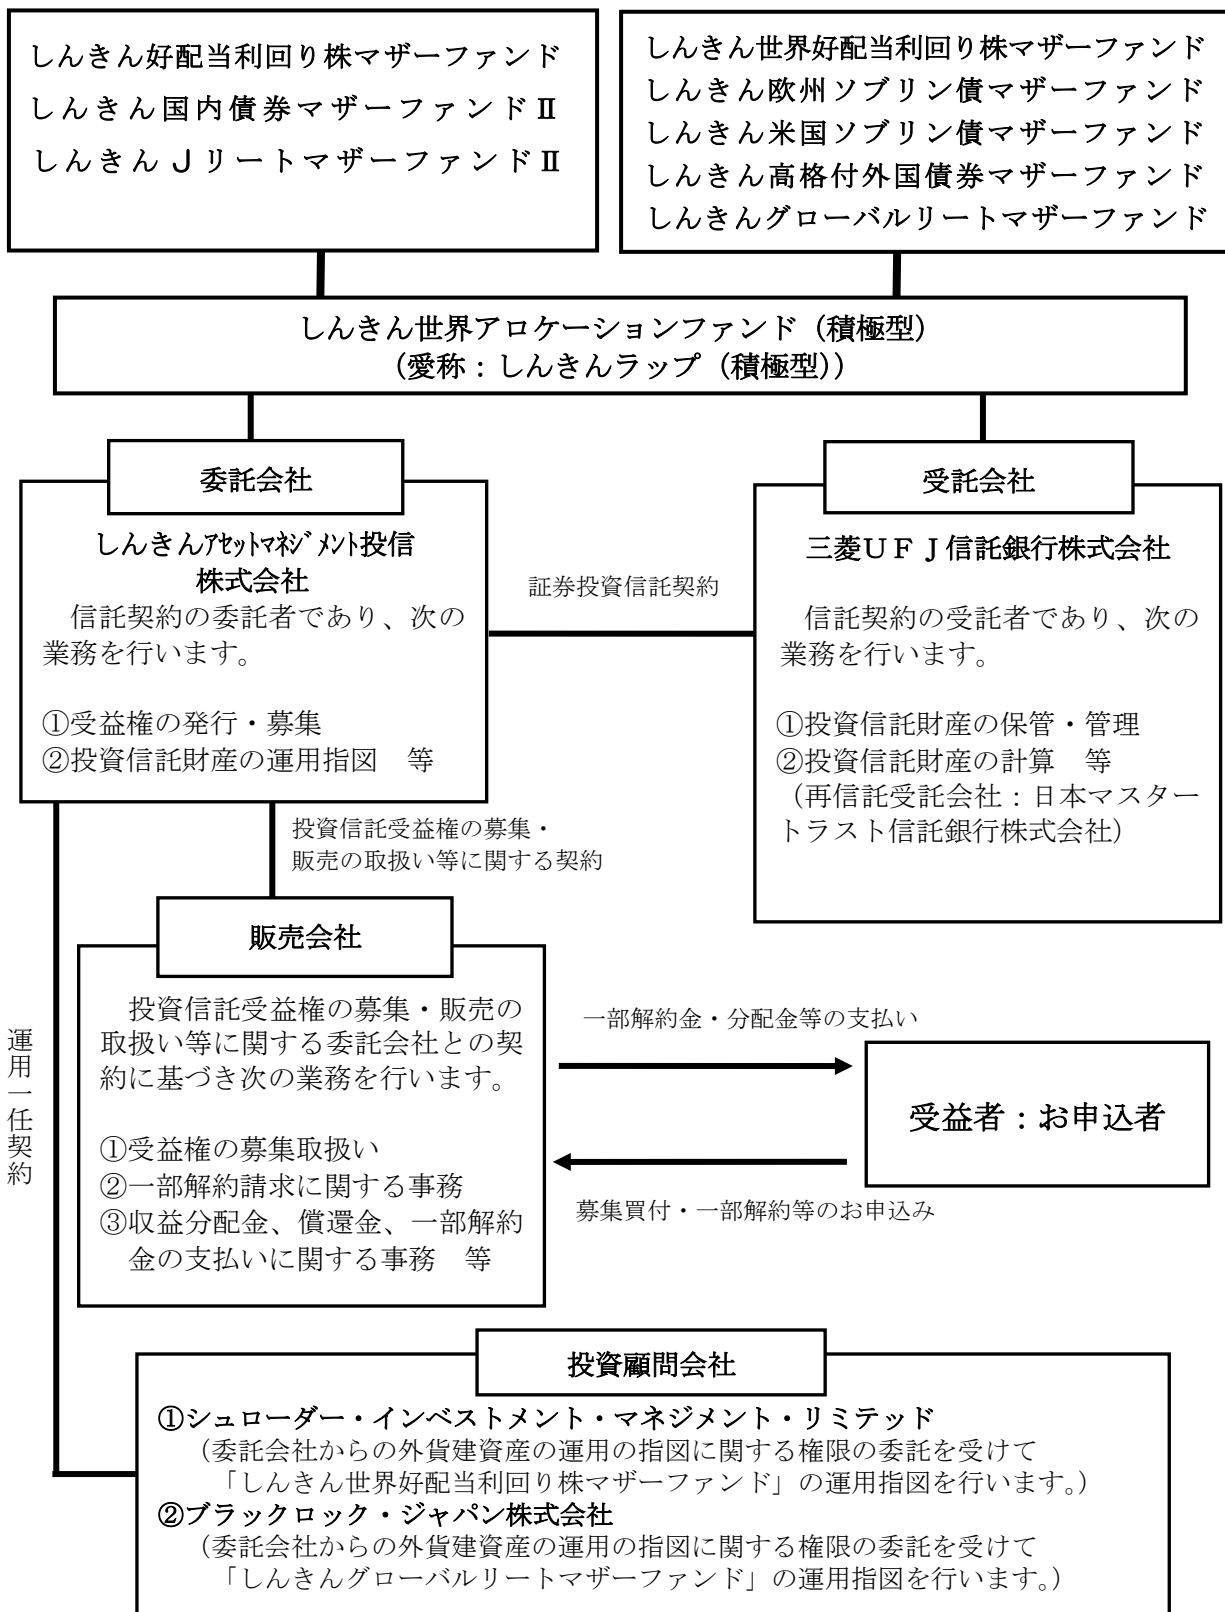 しんきん好配当利回り株マザーファンド
しんきん国内債券マザーファンドⅡ
しんきんJリートマザーファンドⅡ
しんきん世界好配当利回り株マザーファンド
しんきん欧州ソブリン債マザーファンド
しんきん米国ソブリン債マザーファンド
しんきん高格付外国債券マザーファンド
しんきんグローバルリートマザーファンド
しんきん世界アロケーションファンド（積極型）
（愛称：しんきんラップ（積極型））
委託会社
しんきんｱｾｯﾄﾏﾈｼﾞﾒﾝﾄ投信
株式会社
信託契約の委託者であり、次の
業務を行います。
①受益権の発行・募集
②投資信託財産の運用指図　等
証券投資信託契約
受託会社
三菱ＵＦＪ信託銀行株式会社
信託契約の受託者であり、次の
業務を行います。
①投資信託財産の保管・管理
②投資信託財産の計算　等
（再信託受託会社：日本マスター
トラスト信託銀行株式会社）
投資信託受益権の募集・
販売の取扱い等に関する契約
販売会社
投資信託受益権の募集・販売の
取扱い等に関する委託会社との契
約に基づき次の業務を行います。
①受益権の募集取扱い
②一部解約請求に関する事務
③収益分配金、償還金、一部解約
金の支払いに関する事務　等
一部解約金・分配金等の支払い
受益者：お申込者
募集買付・一部解約等のお申込み
運用一任契約
投資顧問会社
①シュローダー・インベストメント・マネジメント・リミテッド
（委託会社からの外貨建資産の運用の指図に関する権限の委託を受けて
「しんきん世界好配当利回り株マザーファンド」の運用指図を行います。）
②ブラックロック・ジャパン株式会社
（委託会社からの外貨建資産の運用の指図に関する権限の委託を受けて
「しんきんグローバルリートマザーファンド」の運用指図を行います。）